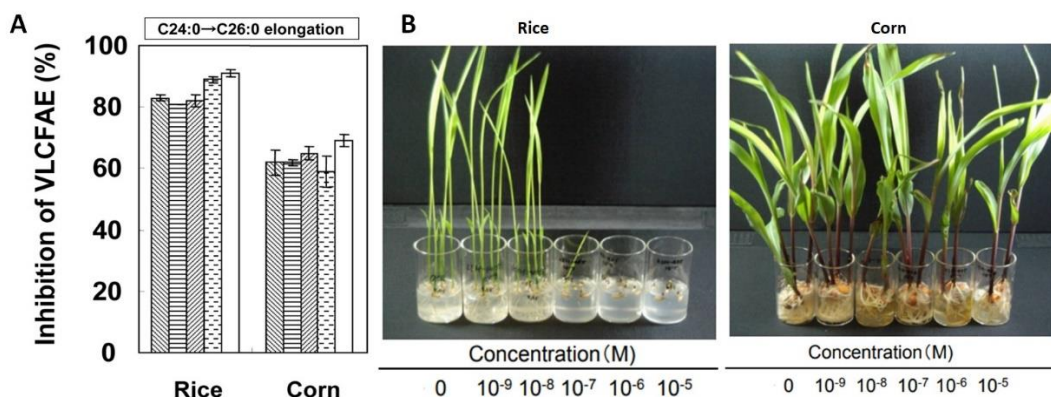 A
C24:0→C26:0 elongation
Inhibition of VLCFAE (%)
100
80
60
40
20
0
Rice
Corn
B
Rice
Corn
Concentration(M)
0 10⁻⁹ 10⁻⁸ 10⁻⁷ 10⁻⁶ 10⁻⁵
Concentration(M)
0 10⁻⁹ 10⁻⁸ 10⁻⁷ 10⁻⁶ 10⁻⁵